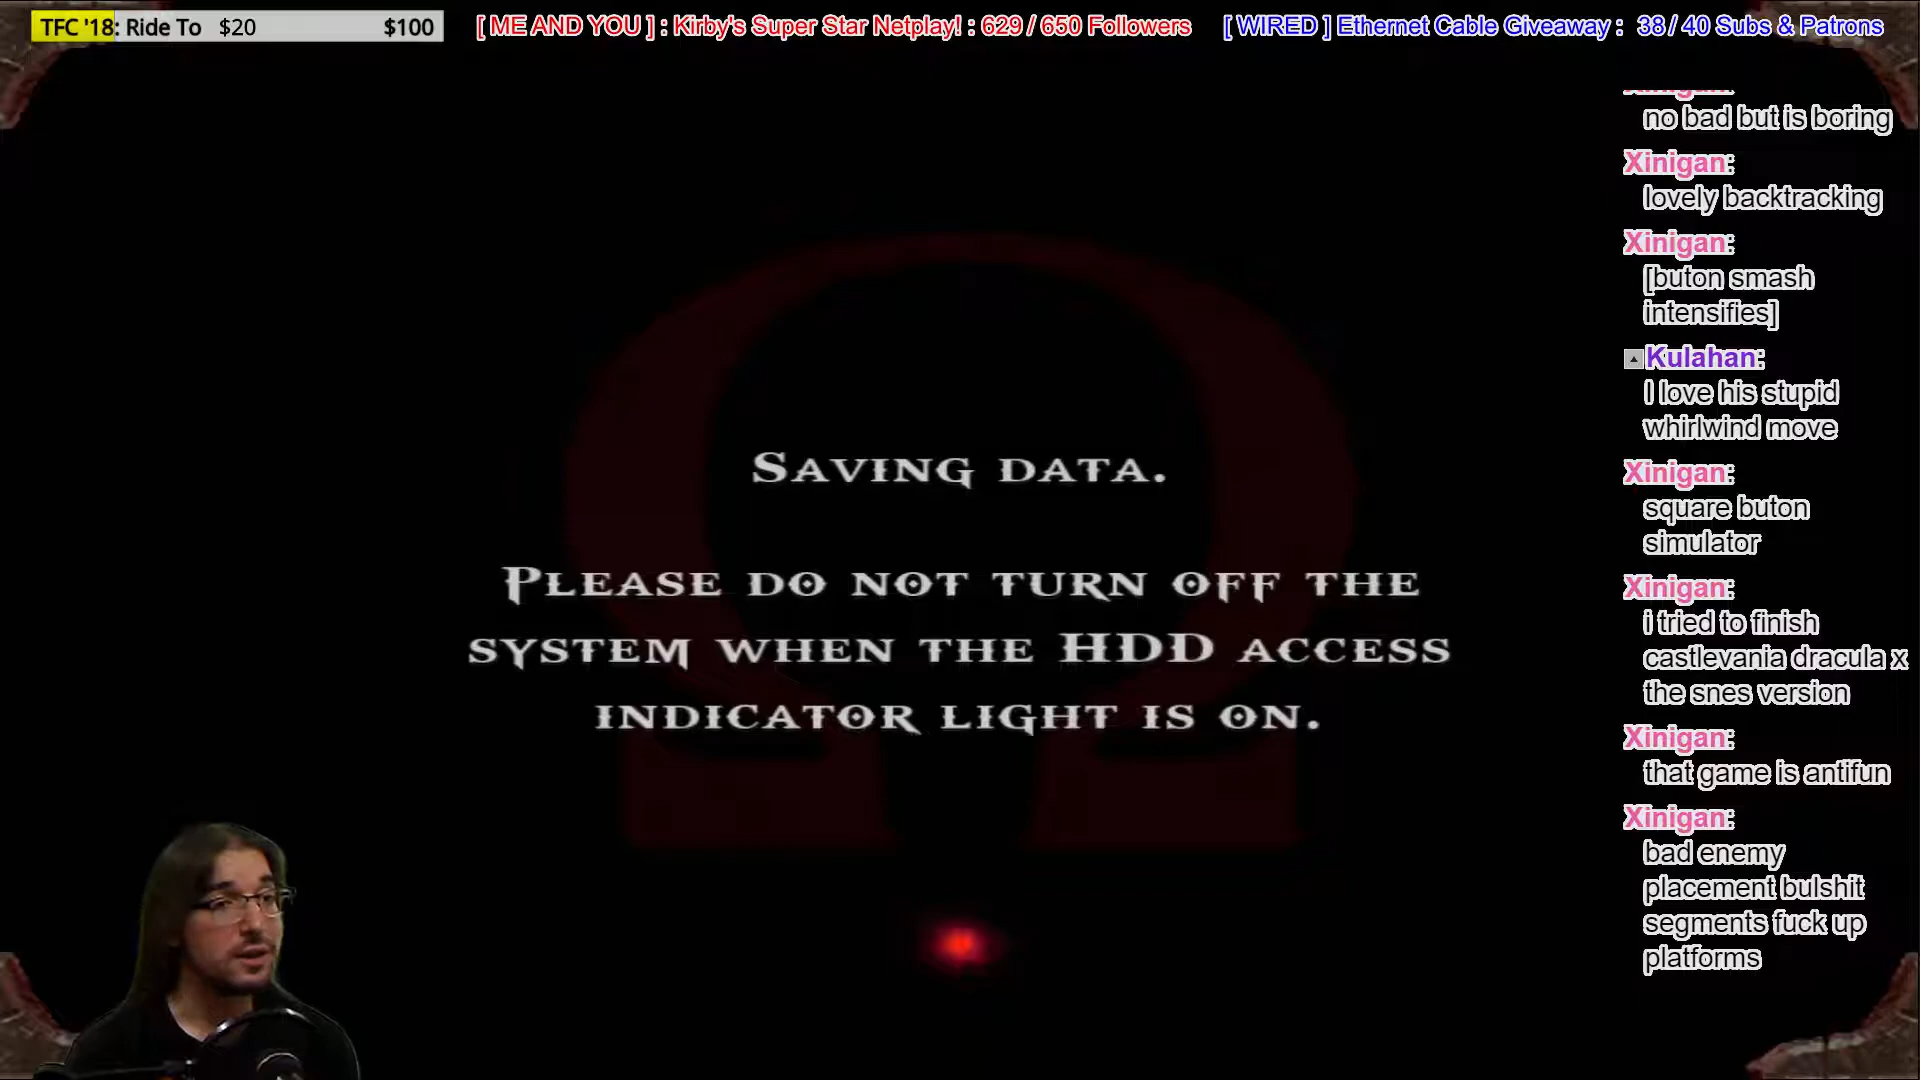 TFC '18: Ride To $20 $100
[ ME AND YOU ] : Kirby's Super Star Netplay! : 629 / 650 Followers
[ WIRED ] Ethernet Cable Giveaway : 38 / 40 Subs & Patrons
no bad but is boring
Xinigan:
lovely backtracking
Xinigan:
[buton smash
intensifies]
Kulahan:
I love his stupid
whirlwind move
Xinigan:
square buton
simulator
Xinigan:
i tried to finish
castlevania dracula x
the snes version
Xinigan:
that game is antifun
Xinigan:
bad enemy
placement bulshit
segments fuck up
platforms
Saving data.
Please do not turn off the
system when the HDD access
indicator light is on.